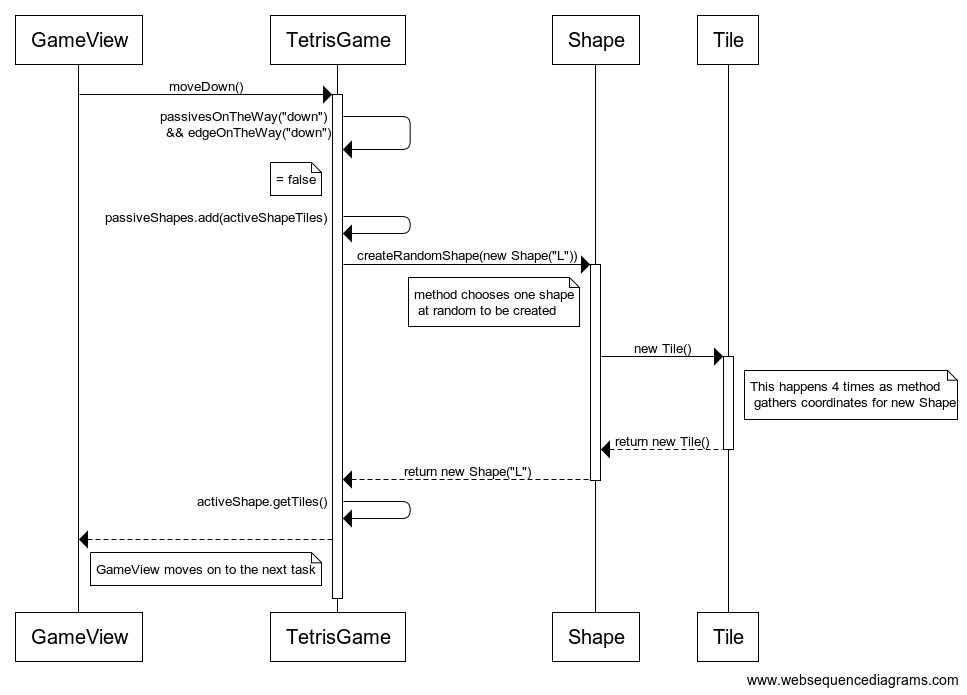 GameView
TetrisGame
Shape
Tile
moveDown()
passivesOnTheWay("down")
&& edgeOnTheWay("down")
= false
passiveShapes.add(activeShapeTiles)
createRandomShape(new Shape("L"))
method chooses one shape
at random to be created
new Tile()
This happens 4 times as method
gathers coordinates for new Shape
return new Tile()
return new Shape("L")
activeShape.getTiles()
GameView moves on to the next task
GameView
TetrisGame
Shape
Tile
www.websequencediagrams.com